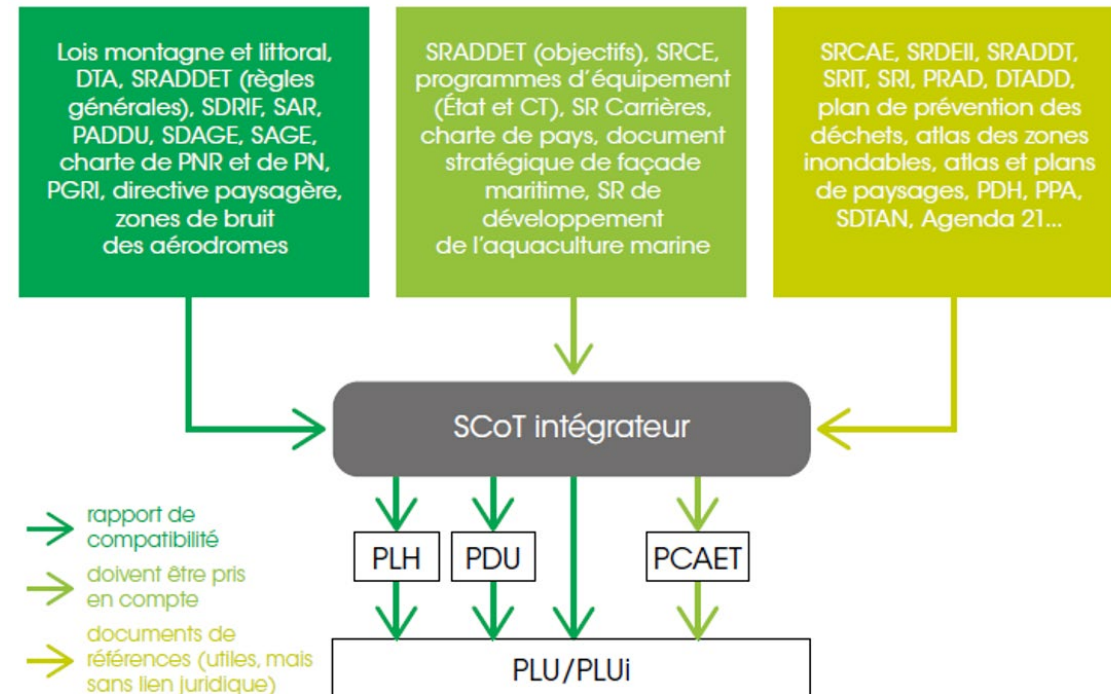 Lois montagne et littoral,
DTA, SRADDET (règles
générales), SDRIF, SAR,
PADDU, SDAGE, SAGE,
charte de PNR et de PN,
PGRI, directive paysagère,
zones de bruit
des aérodromes
SRADDET (objectifs), SRCE,
programmes d'équipement
(État et CT), SR Carrières,
charte de pays, document
stratégique de façade
maritime, SR de
développement
de l'aquaculture marine
SRCAE, SRDEII, SRADDT,
SRIT, SRI, PRAD, DTADD,
plan de prévention des
déchets, atlas des zones
inondables, atlas et plans
de paysages, PDH, PPA,
SDTAN, Agenda 21...
SCoT intégrateur
rapport de
compatibilité
doivent être pris
en compte
documents de
références (utiles, mais
sans lien juridique)
PLH
PDU
PCAET
PLU/PLUi